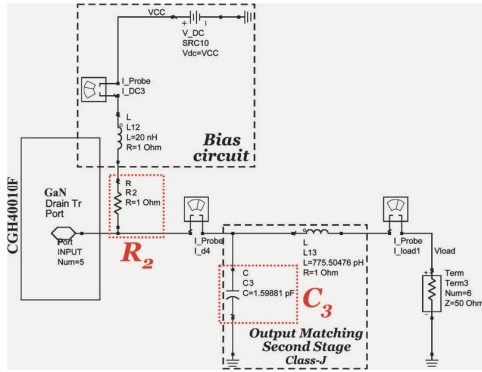 VCC
+ -
V_DC
SRC10
Vdc=VCC
I_Probe
I_DC3
L
L12
L=20 nH
R=1 Ohm
Bias
circuit
CGH40010F
GaN
Drain Tr
Port
Port
INPUT
Num=5
R
R2
R=1 Ohm
R2
I_Probe
I_d4
L
L13
L=775.50476 pH
R=1 Ohm
I_Probe
I_load1
Vload
C
C3
C=1.59881 pF
C3
+
Term
Term3
Num=6
Z=50 Ohm
-
Output Matching
Second Stage
Class-J